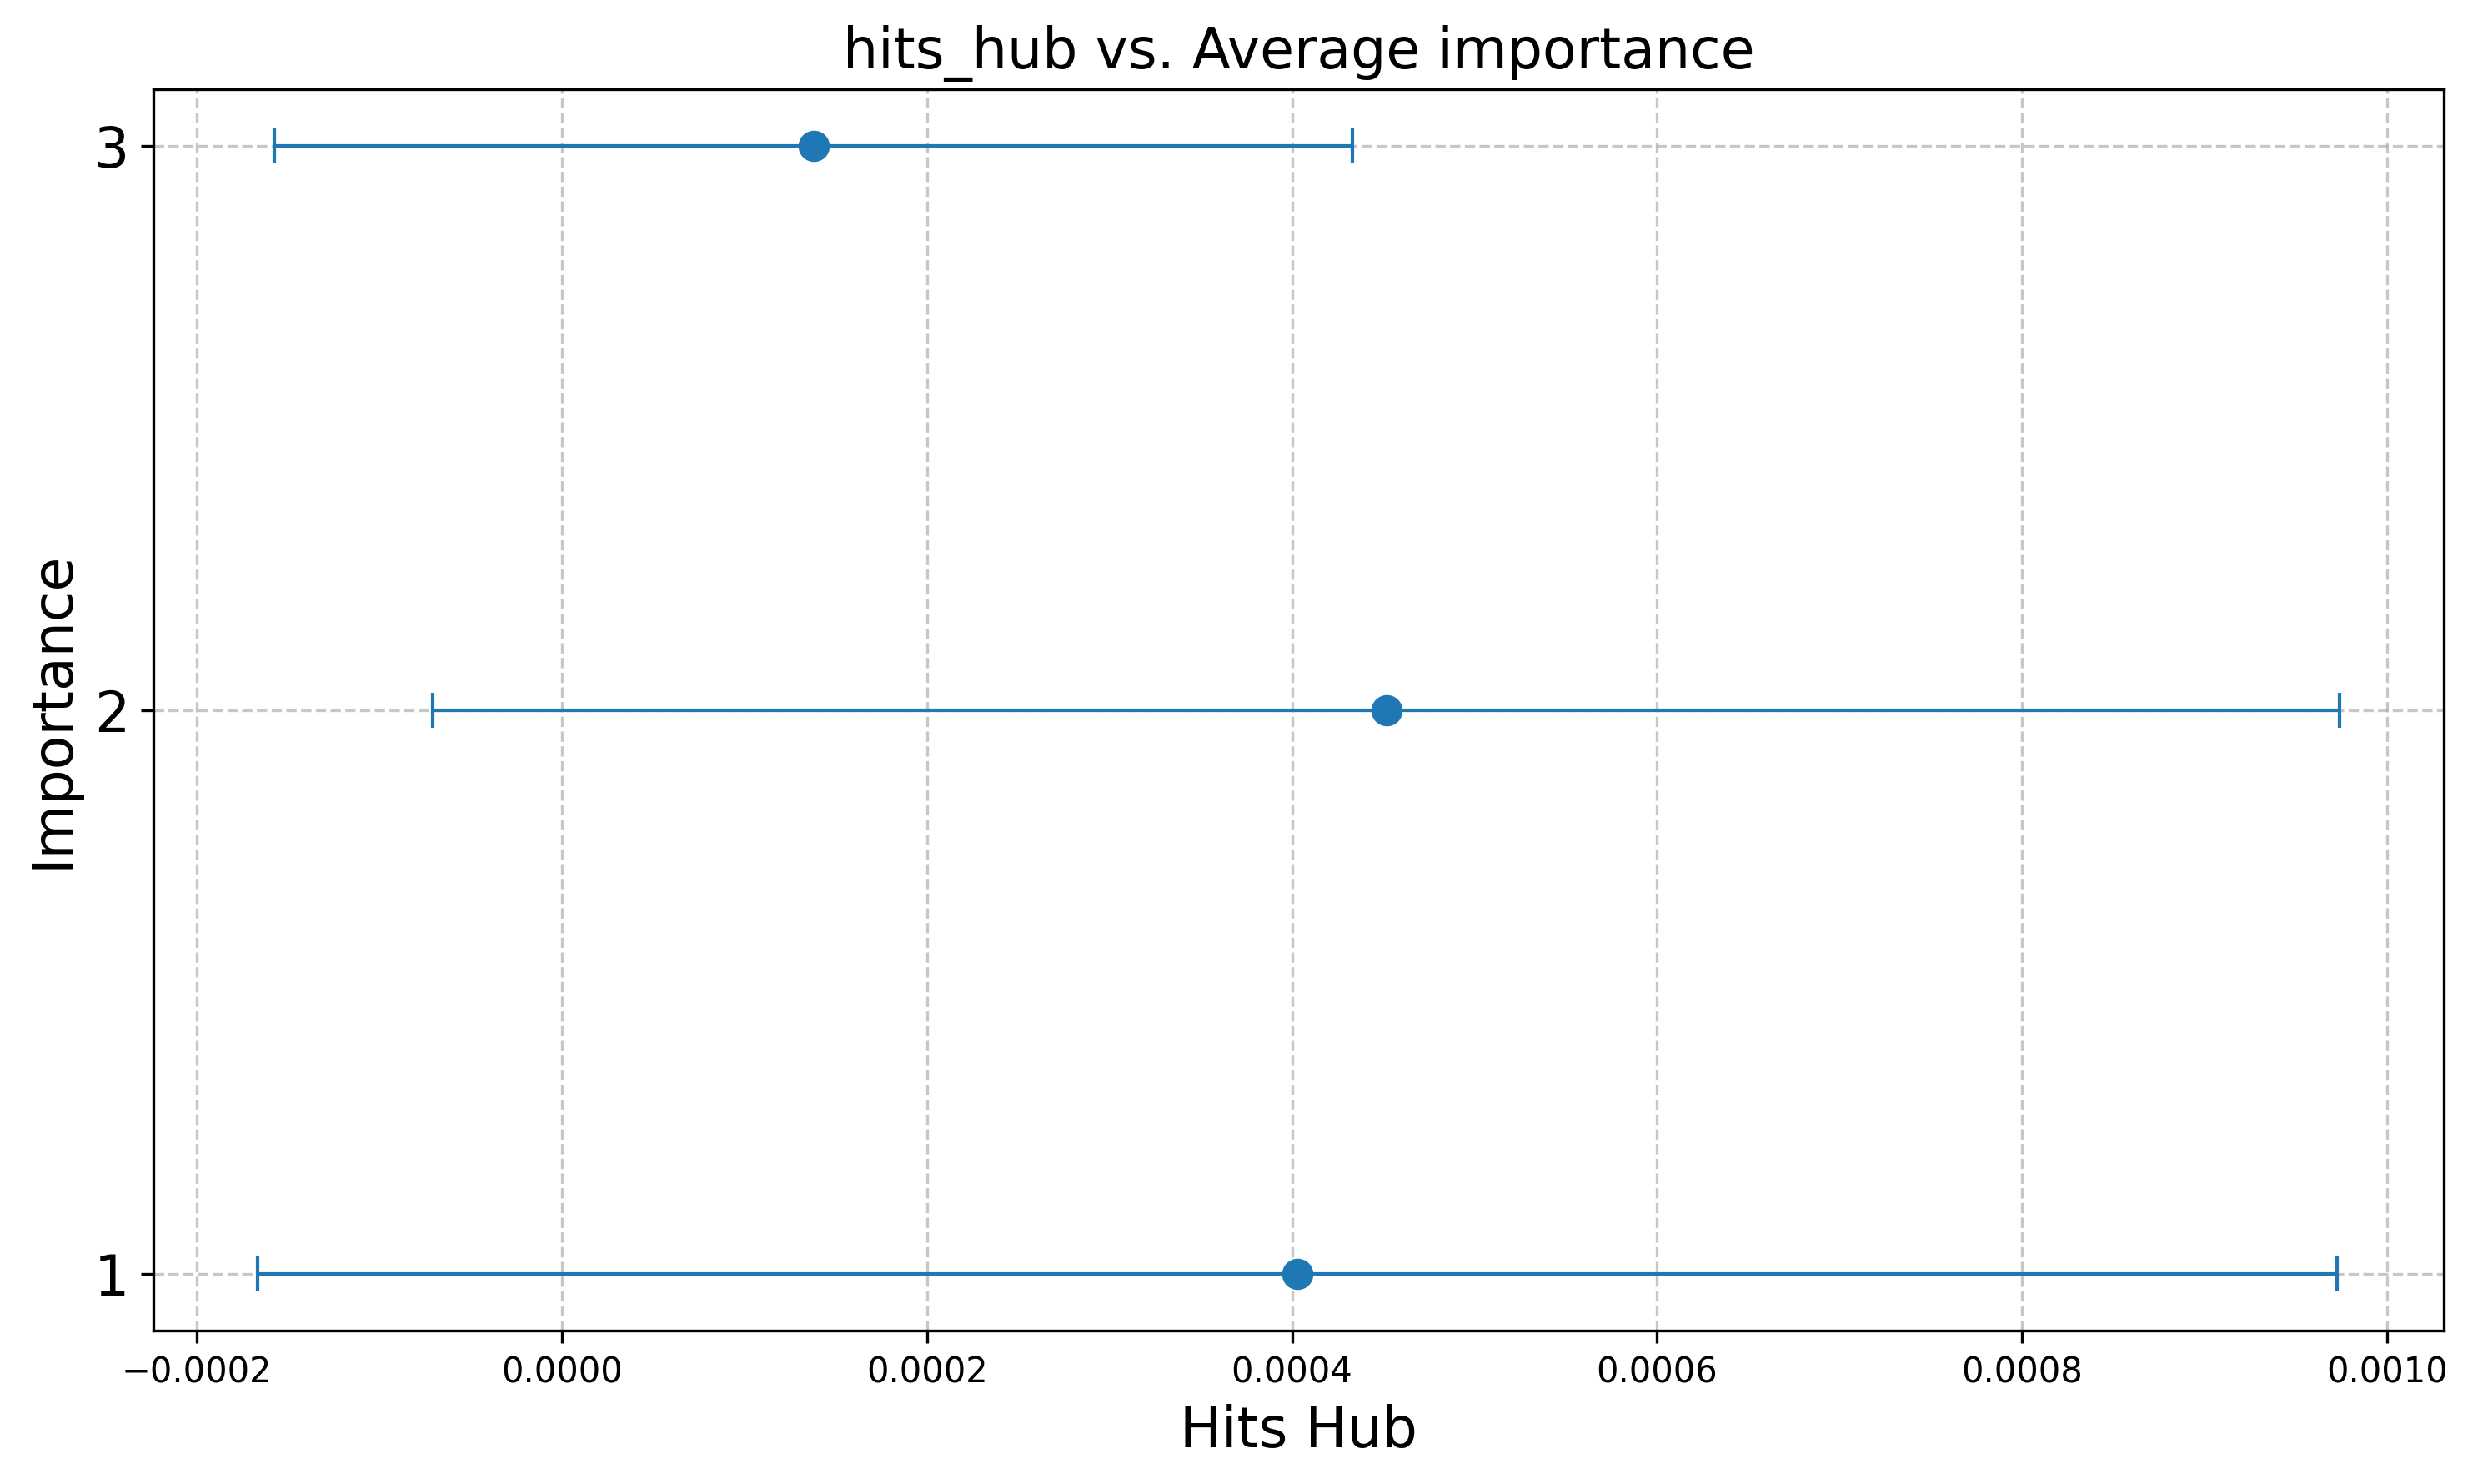 hits_hub vs. Average importance
3
2
1
Importance
−0.0002 0.0000 0.0002 0.0004 0.0006 0.0008 0.0010
Hits Hub